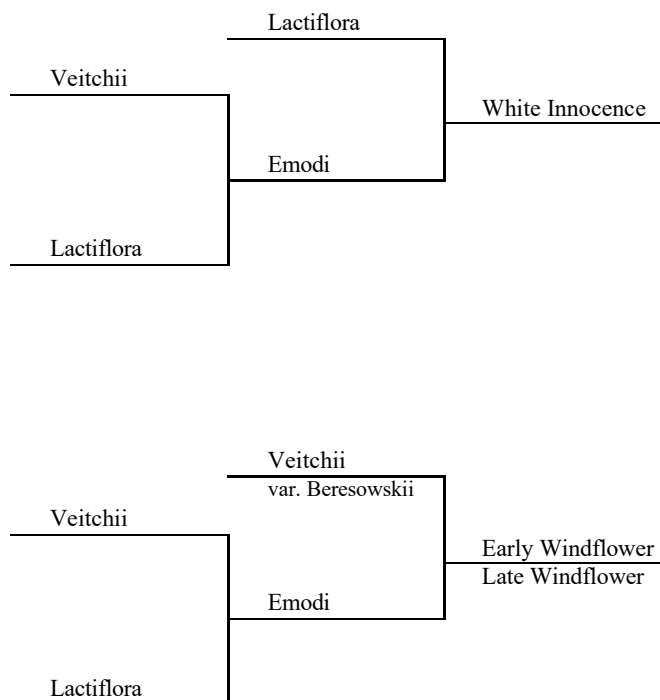 Lactiflora
Veitchii
White Innocence
Emodi
Lactiflora
Veitchii
var. Beresowskii
Veitchii
Early Windflower
Late Windflower
Emodi
Lactiflora